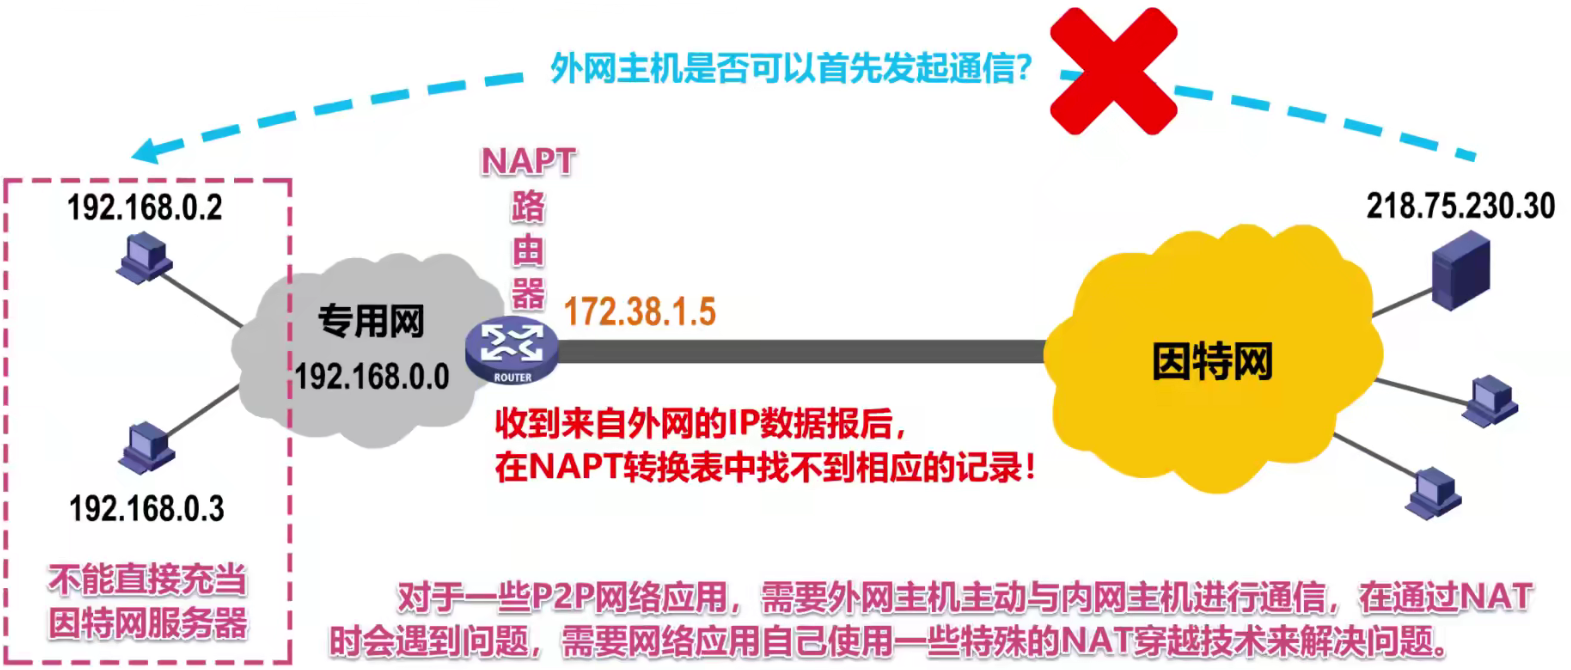 外网主机是否可以首先发起通信?
NAPT
路
由
器
192.168.0.2
218.75.230.30
172.38.1.5
专用网
192.168.0.0
ROUTER
因特网
收到来自外网的IP数据报后，
在NAPT转换表中找不到相应的记录！
192.168.0.3
不能直接充当
因特网服务器
对于一些P2P网络应用，需要外网主机主动与内网主机进行通信，在通过NAT
时会遇到问题，需要网络应用自己使用一些特殊的NAT穿越技术来解决问题。